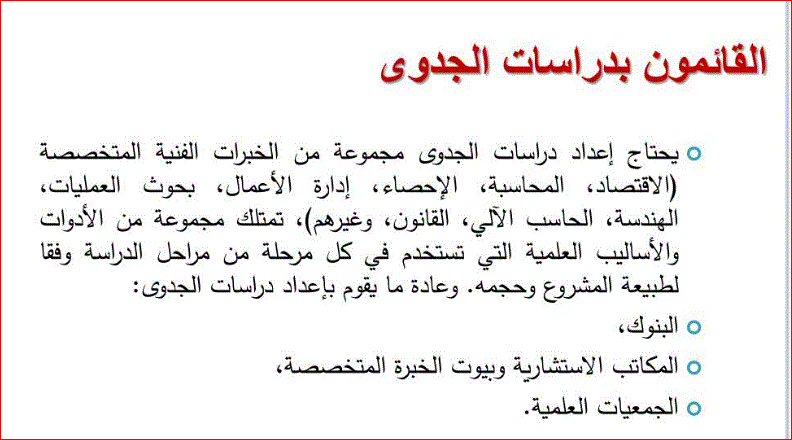 القائمون بدراسات الجدوى
يحتاج إعداد دراسات الجدوى مجموعة من الخبرات الفنية المتخصصة
(الاقتصاد، المحاسبة، الإحصاء، إدارة الأعمال، بحوث العمليات،
الهندسة، الحاسب الآلي، القانون، وغيرهم)، تمتلك مجموعة من الأدوات
والأساليب العلمية التي تستخدم في كل مرحلة من مراحل الدراسة وفقا
لطبيعة المشروع وحجمه. وعادة ما يقوم بإعداد دراسات الجدوى:
البنوك،
المكاتب الاستشارية وبيوت الخبرة المتخصصة،
الجمعيات العلمية.